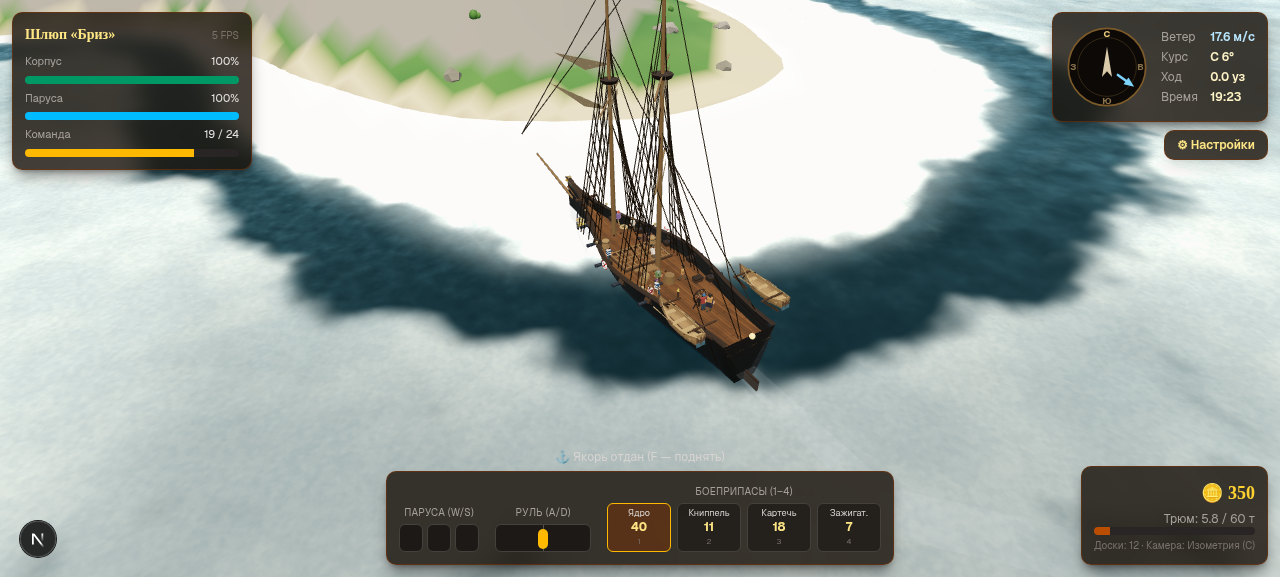 Шлюп «Бриз»
5 FPS
Корпус
100%
Паруса
100%
Команда
19 / 24
С
З
В
Ю
Ветер 17.6 м/с
Курс С 6°
Ход 0.0 уз
Время 19:23
⚙ Настройки
⚓ Якорь отдан (F — поднять)
ПАРУСА (W/S)
РУЛЬ (A/D)
БОЕПРИПАСЫ (1–4)
Ядро
40
1
Книппель
11
2
Картечь
18
3
Зажигат.
7
4
N
🪙 350
Трюм: 5.8 / 60 т
Доски: 12 · Камера: Изометрия (C)